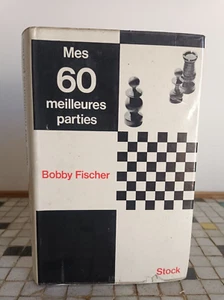 Mes
60
meilleures
parties
Bobby Fischer
Stock